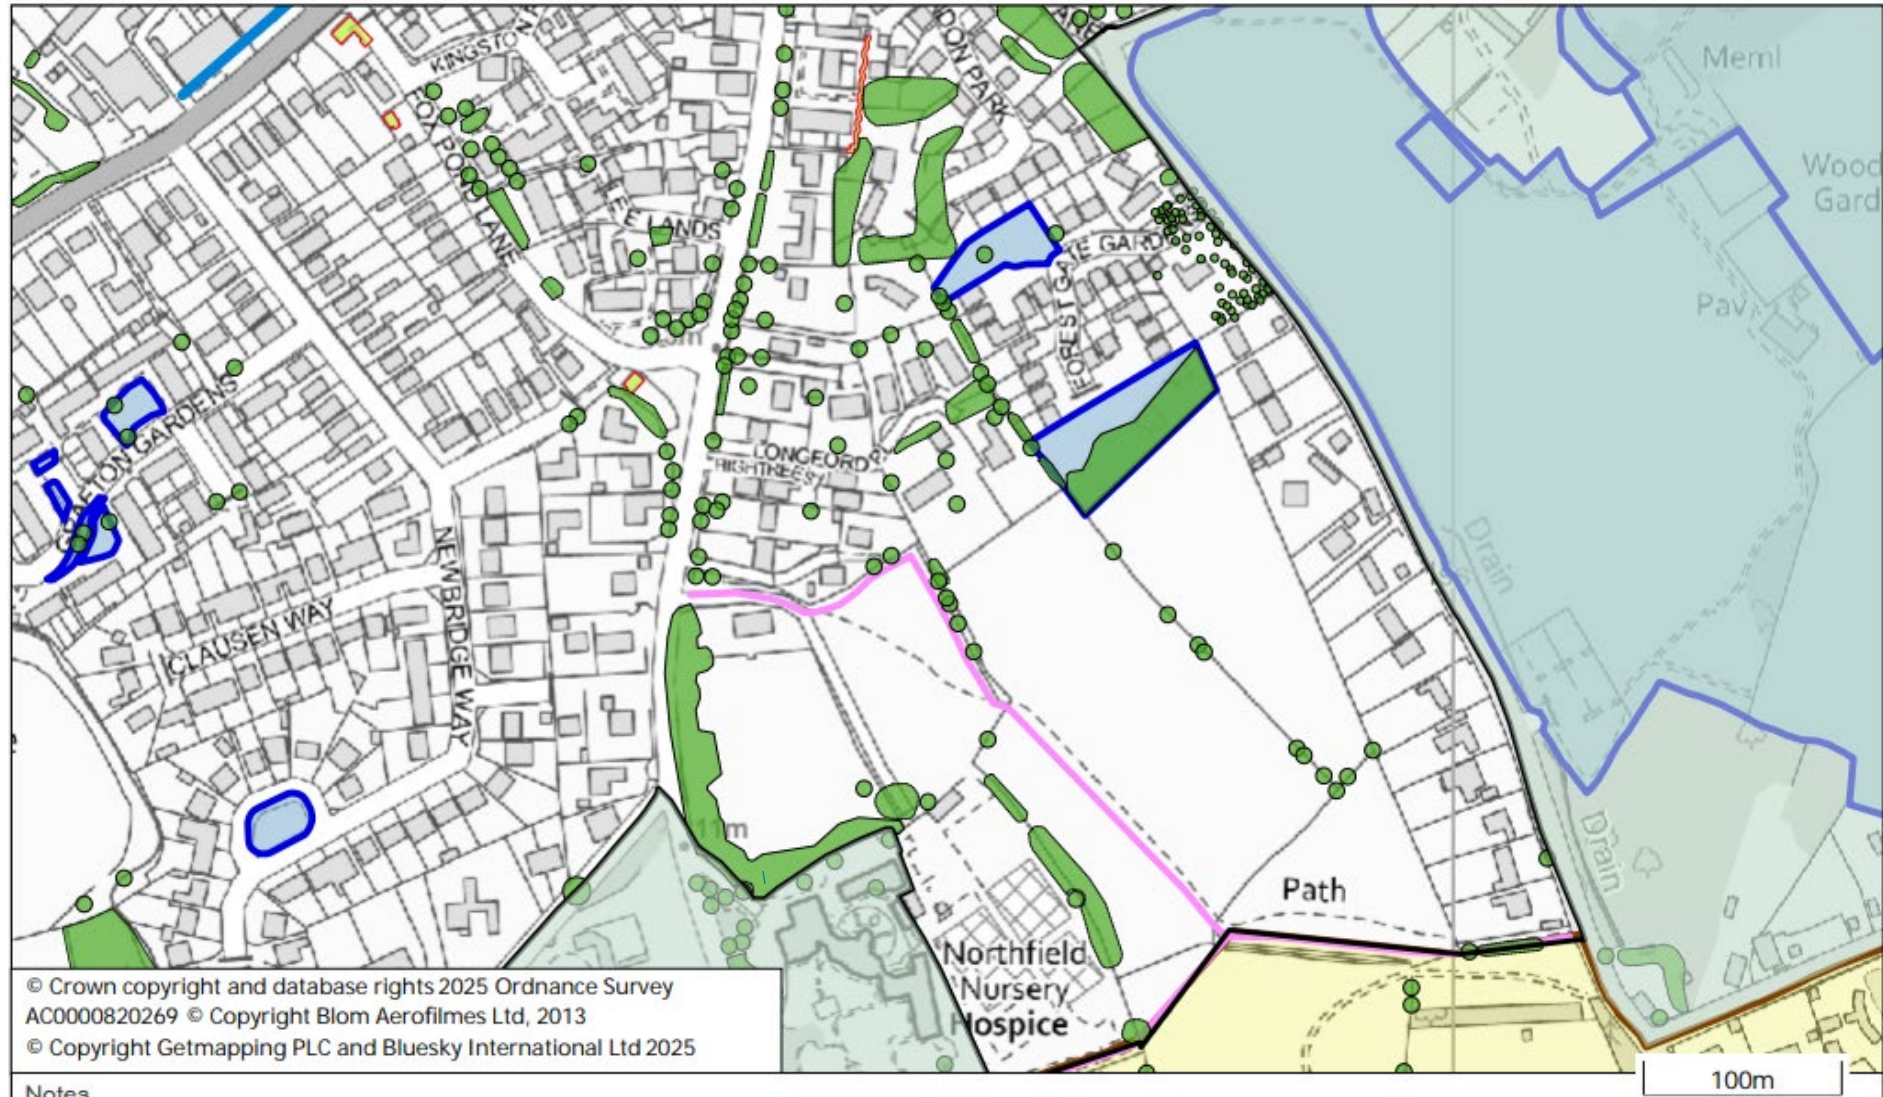 KINGSTON
DON PARK
Meml
FOX POND LANE
Wood
Gard
LANDS
FOREST GATE GARDENS
Pav
GRAFTON GARDENS
LONGFORD
HIGHTREES
Drain
NEWBRIDGE WAY
CLAUSEN WAY
11m
Drain
Path
Northfield
Nursery
Hospice
© Crown copyright and database rights 2025 Ordnance Survey
AC0000820269 © Copyright Blom Aerofilmes Ltd, 2013
© Copyright Getmapping PLC and Bluesky International Ltd 2025
100m
Notes